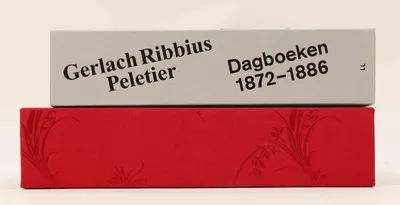 Gerlach Ribbius
Peletier
Dagboeken
1872–1886